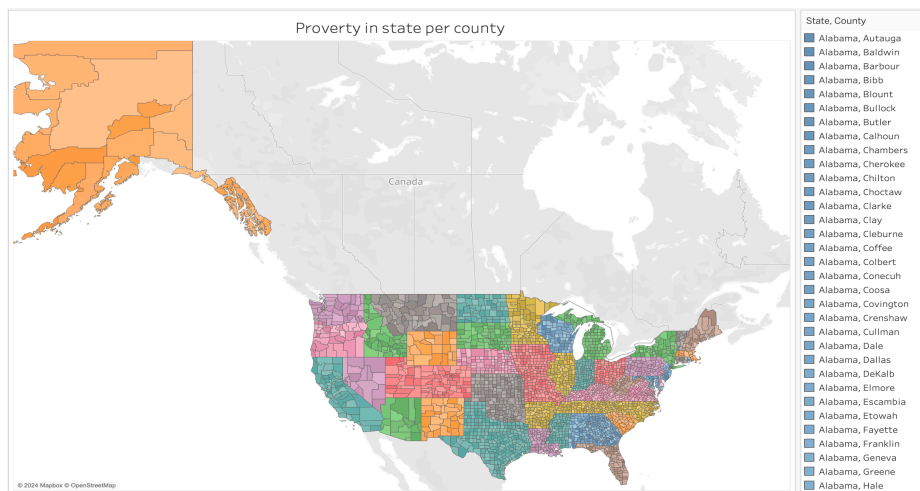 Proverty in state per county
Canada
© 2024 Mapbox © OpenStreetMap
State, County
Alabama, Autauga
Alabama, Baldwin
Alabama, Barbour
Alabama, Bibb
Alabama, Blount
Alabama, Bullock
Alabama, Butler
Alabama, Calhoun
Alabama, Chambers
Alabama, Cherokee
Alabama, Chilton
Alabama, Choctaw
Alabama, Clarke
Alabama, Clay
Alabama, Cleburne
Alabama, Coffee
Alabama, Colbert
Alabama, Conecuh
Alabama, Coosa
Alabama, Covington
Alabama, Crenshaw
Alabama, Cullman
Alabama, Dale
Alabama, Dallas
Alabama, DeKalb
Alabama, Elmore
Alabama, Escambia
Alabama, Etowah
Alabama, Fayette
Alabama, Franklin
Alabama, Geneva
Alabama, Greene
Alabama, Hale